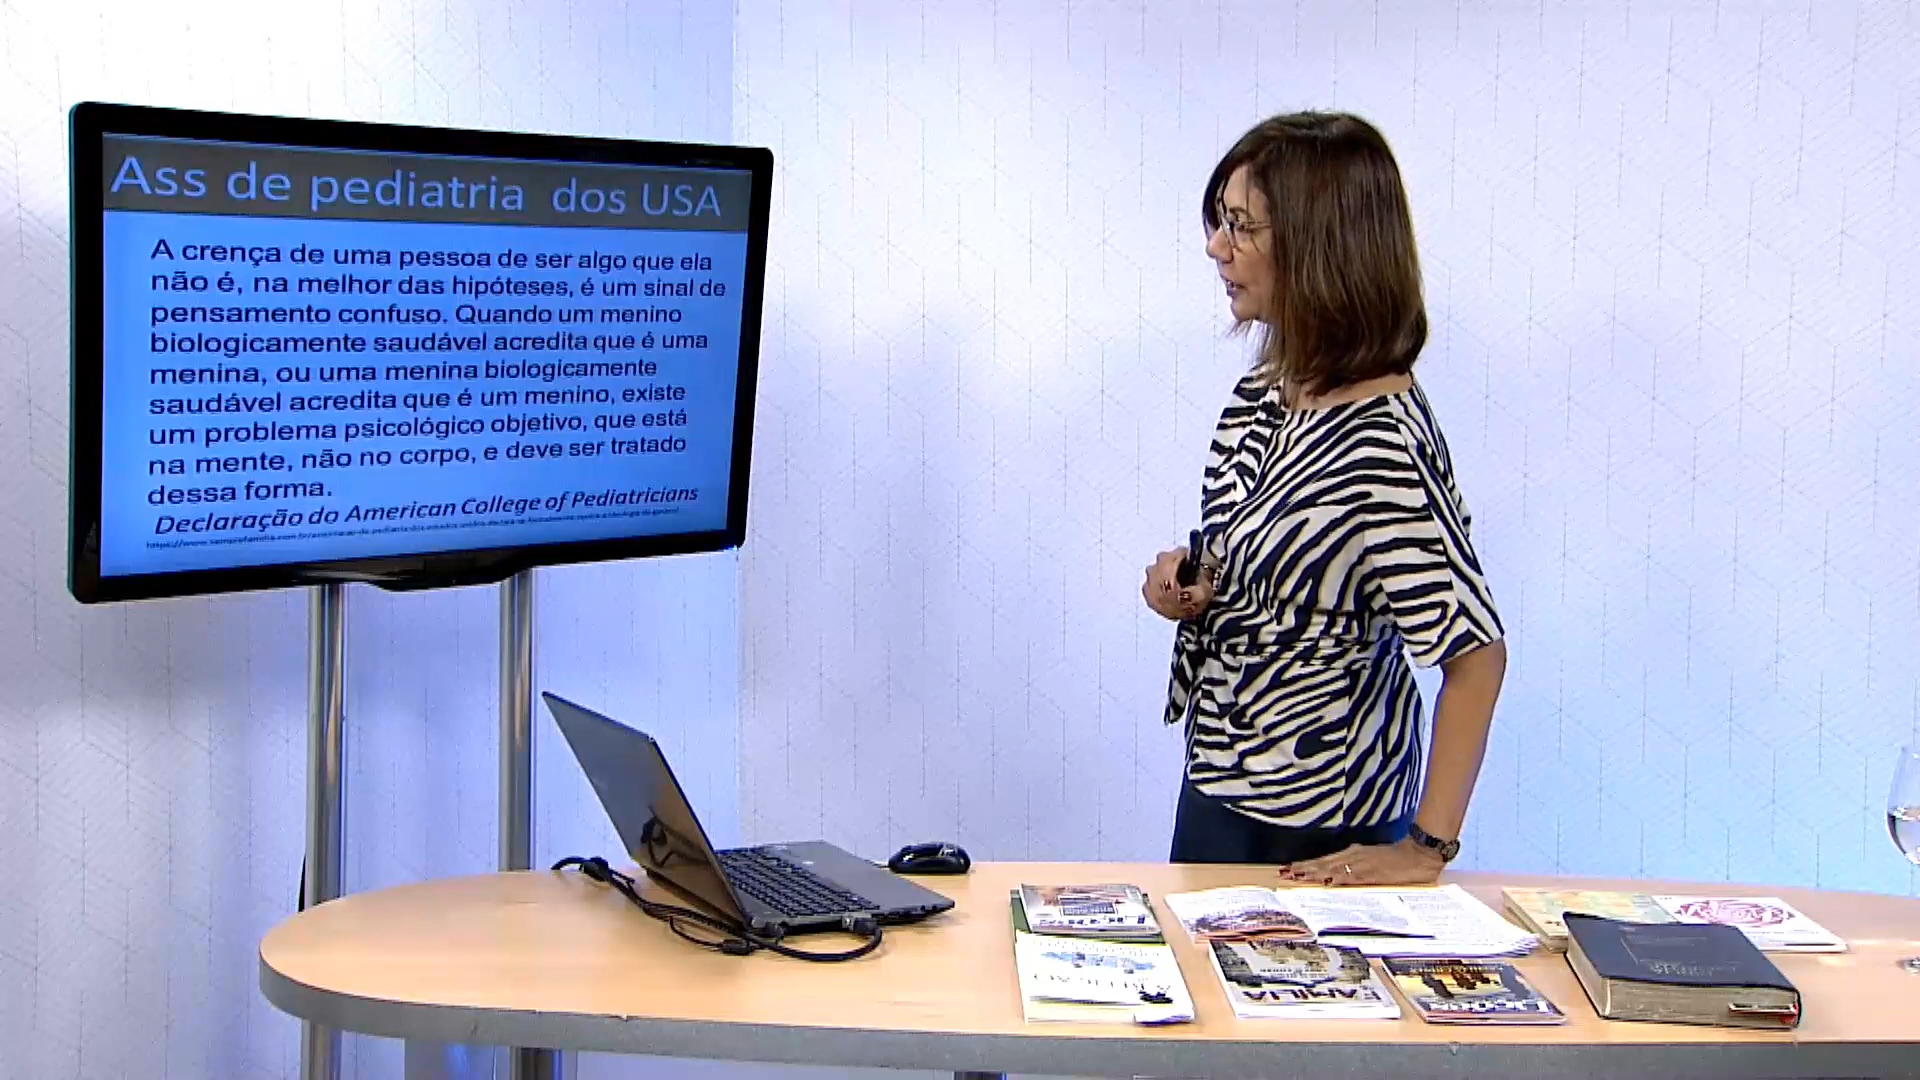 Ass de pediatria dos USA
A crença de uma pessoa de ser algo que ela
não é, na melhor das hipóteses, é um sinal de
pensamento confuso. Quando um menino
biologicamente saudável acredita que é uma
menina, ou uma menina biologicamente
saudável acredita que é um menino, existe
um problema psicológico objetivo, que está
na mente, não no corpo, e deve ser tratado
dessa forma.
Declaração do American College of Pediatricians
FAMÍLIA